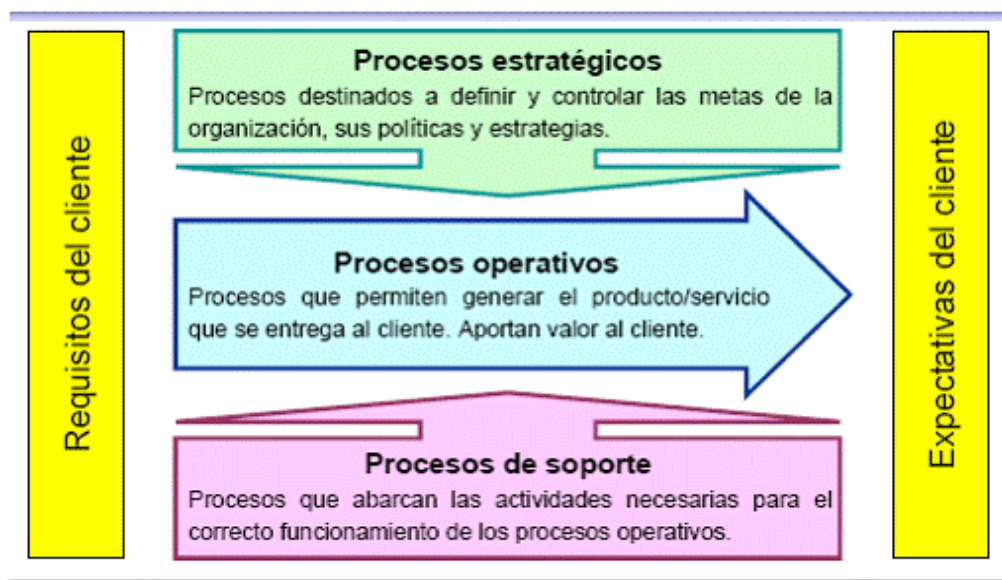 Requisitos del cliente
Procesos estratégicos
Procesos destinados a definir y controlar las metas de la
organización, sus políticas y estrategias.
Procesos operativos
Procesos que permiten generar el producto/servicio
que se entrega al cliente. Aportan valor al cliente.
Procesos de soporte
Procesos que abarcan las actividades necesarias para el
correcto funcionamiento de los procesos operativos.
Expectativas del cliente